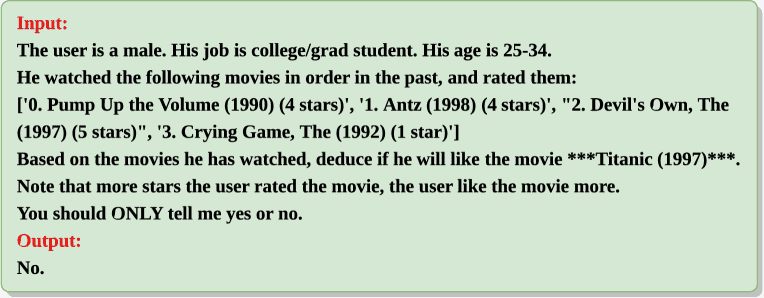 Input:
The user is a male. His job is college/grad student. His age is 25-34.
He watched the following movies in order in the past, and rated them:
['0. Pump Up the Volume (1990) (4 stars)', '1. Antz (1998) (4 stars)', "2. Devil's Own, The
(1997) (5 stars)", '3. Crying Game, The (1992) (1 star)']
Based on the movies he has watched, deduce if he will like the movie ***Titanic (1997)***.
Note that more stars the user rated the movie, the user like the movie more.
You should ONLY tell me yes or no.
Output:
No.